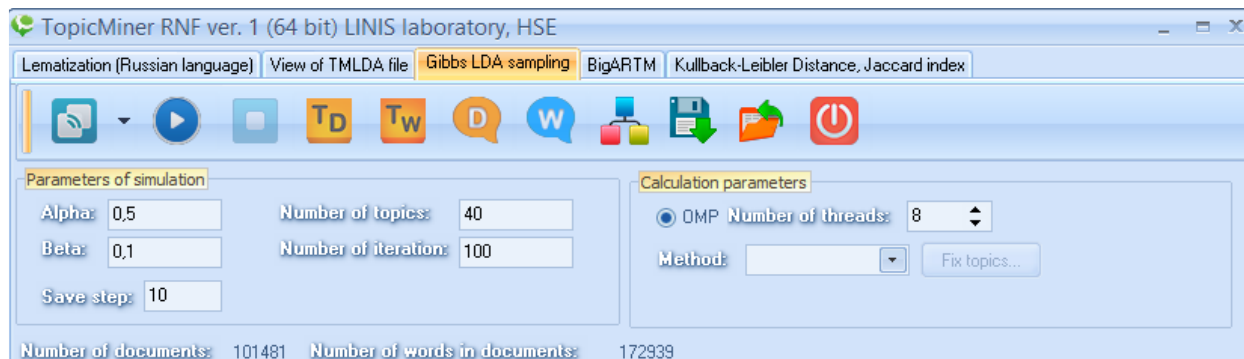 TopicMiner RNF ver. 1 (64 bit) LINIS laboratory, HSE
Lematization (Russian language) View of TMLDA file Gibbs LDA sampling BigARTM Kullback-Leibler Distance, Jaccard index
TD TW D W
Parameters of simulation
Alpha: 0,5 Number of topics: 40
Beta: 0,1 Number of iteration: 100
Save step: 10
Calculation parameters
OMP Number of threads: 8
Method: Fix topics...
Number of documents: 101481 Number of words in documents: 172939